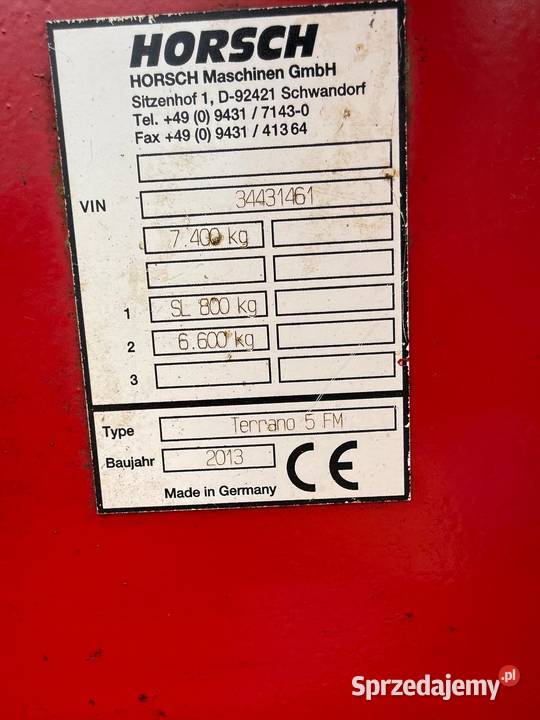 HORSCH
HORSCH Maschinen GmbH
Sitzenhof 1, D-92421 Schwandorf
Tel. +49 (0) 9431 / 7143-0
Fax +49 (0) 9431 / 41364
VIN 34431461
7.400 kg
1 SL 800 kg
2 6.600 kg
3
Type Terrano 5 FM
Baujahr 2013 CE
Made in Germany
Sprzedajemy.pl